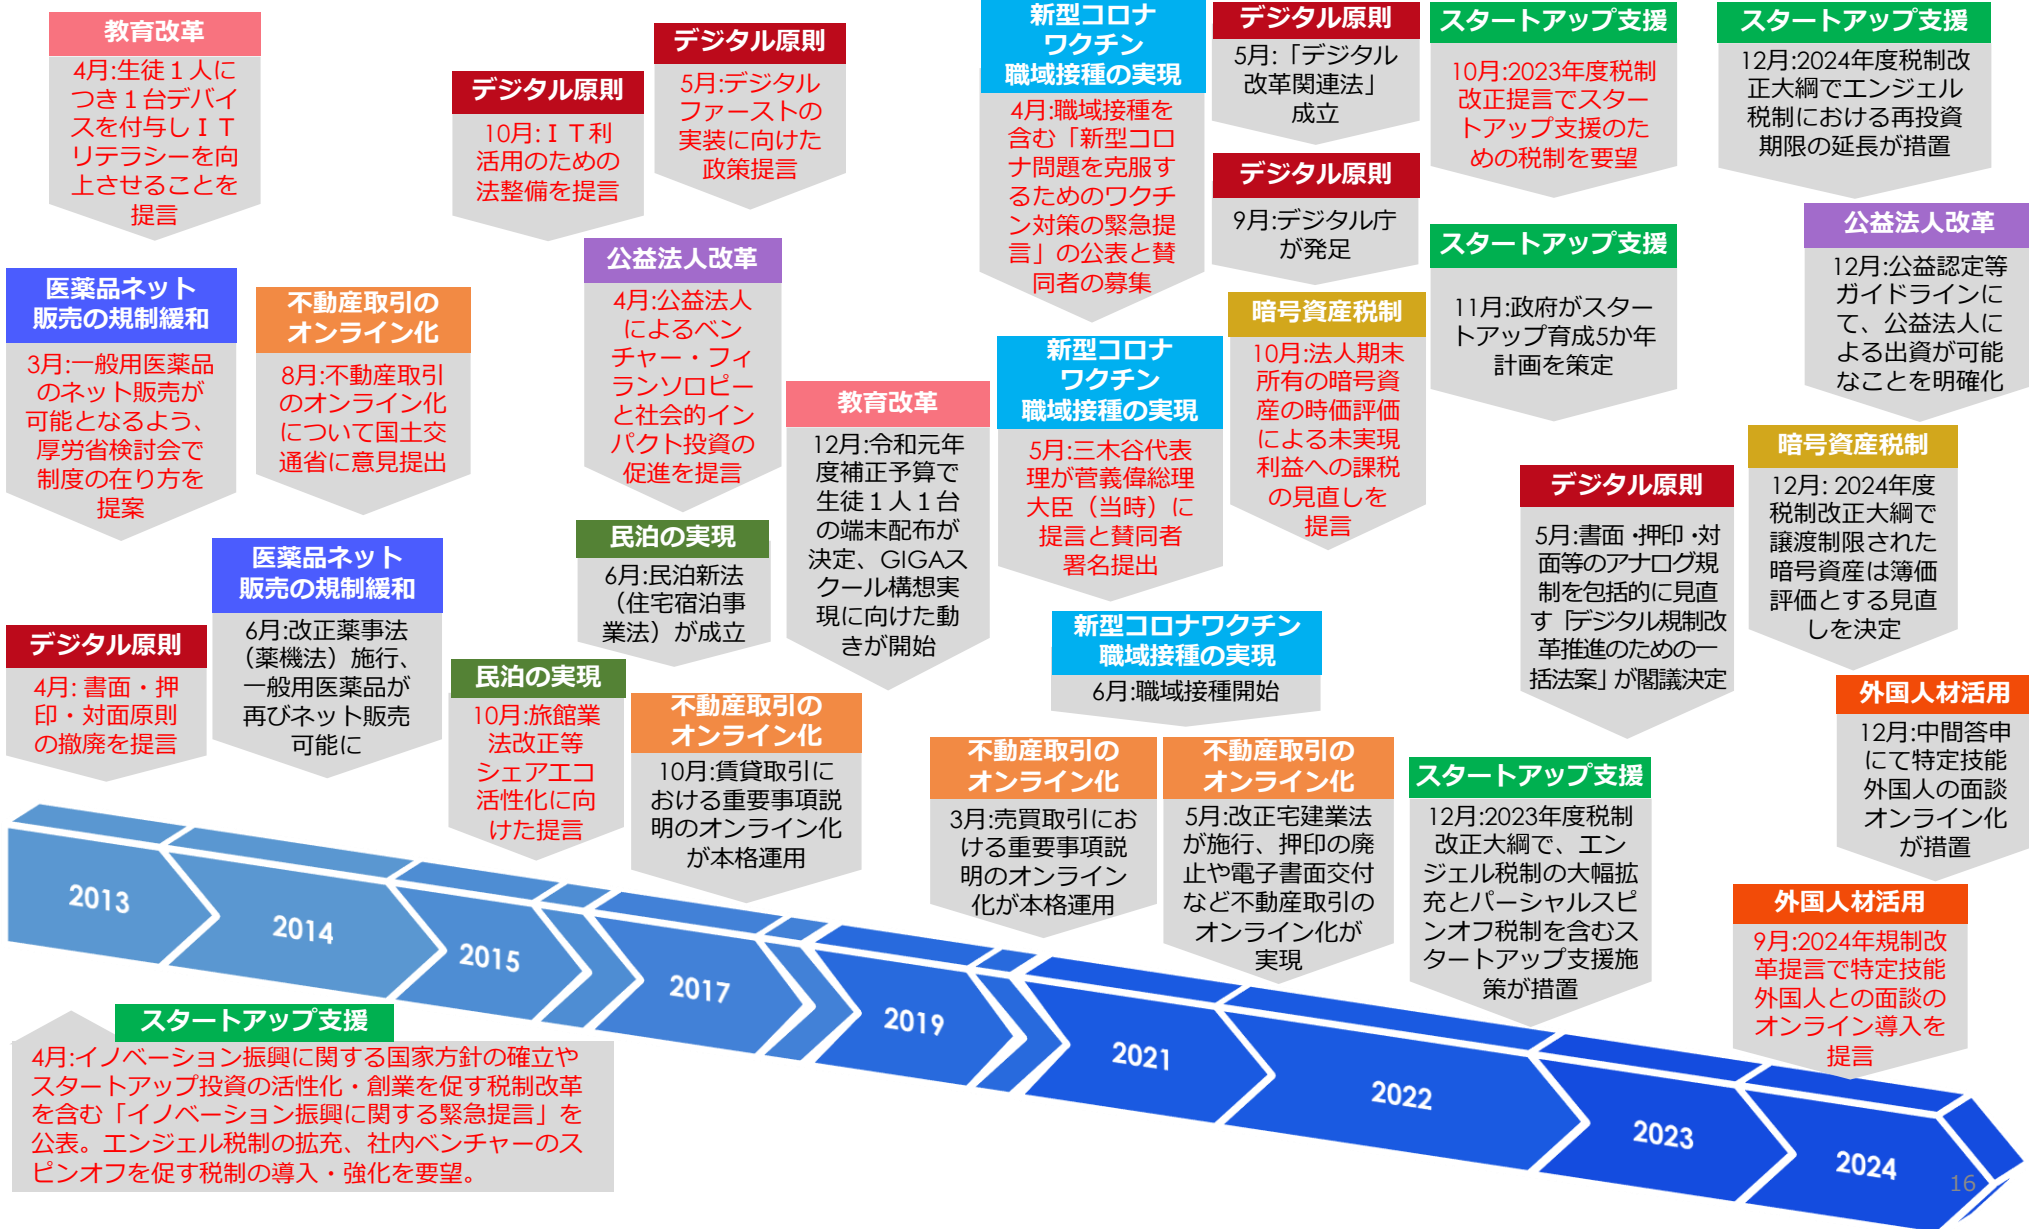 教育改革
4月:生徒１人に
つき１台デバイ
スを付与しＩＴ
リテラシーを向
上させることを
提言
デジタル原則
10月:ＩＴ利
活用のための
法整備を提言
デジタル原則
5月:デジタル
ファーストの
実装に向けた
政策提言
新型コロナ
ワクチン
職域接種の実現
4月:職域接種を
含む「新型コロ
ナ問題を克服す
るためのワクチ
ン対策の緊急提
言」の公表と賛
同者の募集
デジタル原則
5月:「デジタル
改革関連法」
成立
デジタル原則
9月:デジタル庁
が発足
スタートアップ支援
10月:2023年度税制
改正提言でスター
トアップ支援のた
めの税制を要望
スタートアップ支援
12月:2024年度税制改
正大綱でエンジェル
税制における再投資
期限の延長が措置
公益法人改革
12月:公益認定等
ガイドラインに
て、公益法人に
よる出資が可能
なことを明確化
スタートアップ支援
11月:政府がスター
トアップ育成5か年
計画を策定
医薬品ネット
販売の規制緩和
3月:一般用医薬品
のネット販売が
可能となるよう、
厚労省検討会で
制度の在り方を
提案
不動産取引の
オンライン化
8月:不動産取引
のオンライン化
について国土交
通省に意見提出
公益法人改革
4月:公益法人
によるベン
チャー・フィ
ランソロピー
と社会的イン
パクト投資の
促進を提言
教育改革
12月:令和元年
度補正予算で
生徒１人１台
の端末配布が
決定、GIGAス
クール構想実
現に向けた動
きが開始
新型コロナ
ワクチン
職域接種の実現
5月:三木谷代表
理が菅義偉総理
大臣（当時）に
提言と賛同者
署名提出
暗号資産税制
10月:法人期末
所有の暗号資
産の時価評価
による未実現
利益への課税
の見直しを
提言
デジタル原則
5月:書面・押印・対
面等のアナログ規
制を包括的に見直
す「デジタル規制改
革推進のための一
括法案」が閣議決定
暗号資産税制
12月: 2024年度
税制改正大綱で
譲渡制限された
暗号資産は簿価
評価とする見直
しを決定
民泊の実現
6月:民泊新法
（住宅宿泊事
業法）が成立
医薬品ネット
販売の規制緩和
6月:改正薬事法
（薬機法）施行、
一般用医薬品が
再びネット販売
可能に
デジタル原則
4月: 書面・押
印・対面原則
の撤廃を提言
民泊の実現
10月:旅館業
法改正等
シェアエコ
活性化に向
けた提言
不動産取引の
オンライン化
10月:賃貸取引に
おける重要事項説
明のオンライン化
が本格運用
新型コロナワクチン
職域接種の実現
6月:職域接種開始
不動産取引の
オンライン化
3月:売買取引にお
ける重要事項説
明のオンライン
化が本格運用
不動産取引の
オンライン化
5月:改正宅建業法
が施行、押印の廃
止や電子書面交付
など不動産取引の
オンライン化が
実現
スタートアップ支援
12月:2023年度税制
改正大綱で、エン
ジェル税制の大幅拡
充とパーシャルスピ
ンオフ税制を含むス
タートアップ支援施
策が措置
外国人材活用
12月:中間答申
にて特定技能
外国人の面談
オンライン化
が措置
外国人材活用
9月:2024年規制改
革提言で特定技能
外国人との面談の
オンライン導入を
提言
2013
2014
2015
2017
2019
2021
2022
2023
2024
スタートアップ支援
4月:イノベーション振興に関する国家方針の確立や
スタートアップ投資の活性化・創業を促す税制改革
を含む「イノベーション振興に関する緊急提言」を
公表。エンジェル税制の拡充、社内ベンチャーのス
ピンオフを促す税制の導入・強化を要望。
16